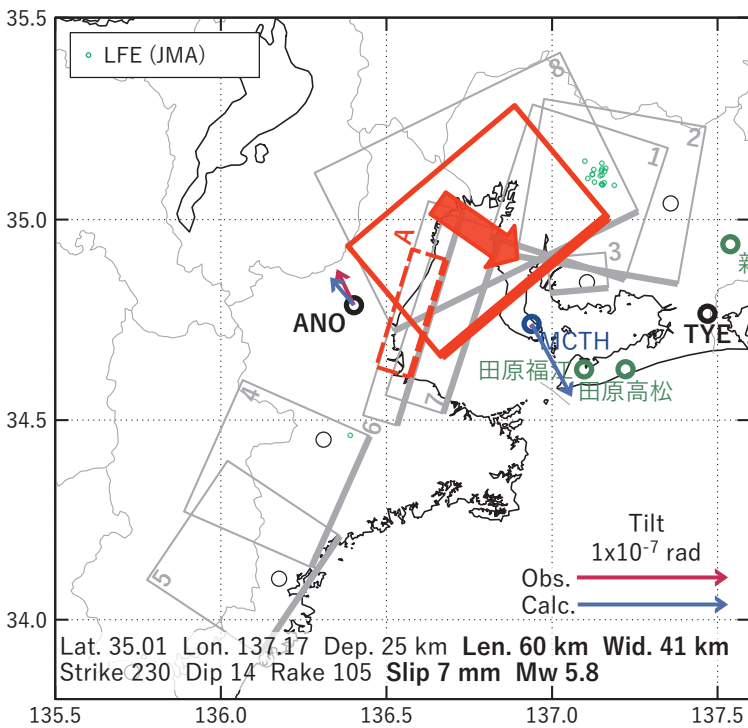 35.5
LFE (JMA)
8
2
1
35.0
A
3
新
ANO
MCTH
TYE
田原福江
田原高松
34.5
4
6
7
5
Tilt
1x10⁻⁷ rad
Obs.
Calc.
34.0
Lat. 35.01 Lon. 137.17 Dep. 25 km Len. 60 km Wid. 41 km
Strike 230 Dip 14 Rake 105 Slip 7 mm Mw 5.8
135.5 136.0 136.5 137.0 137.5